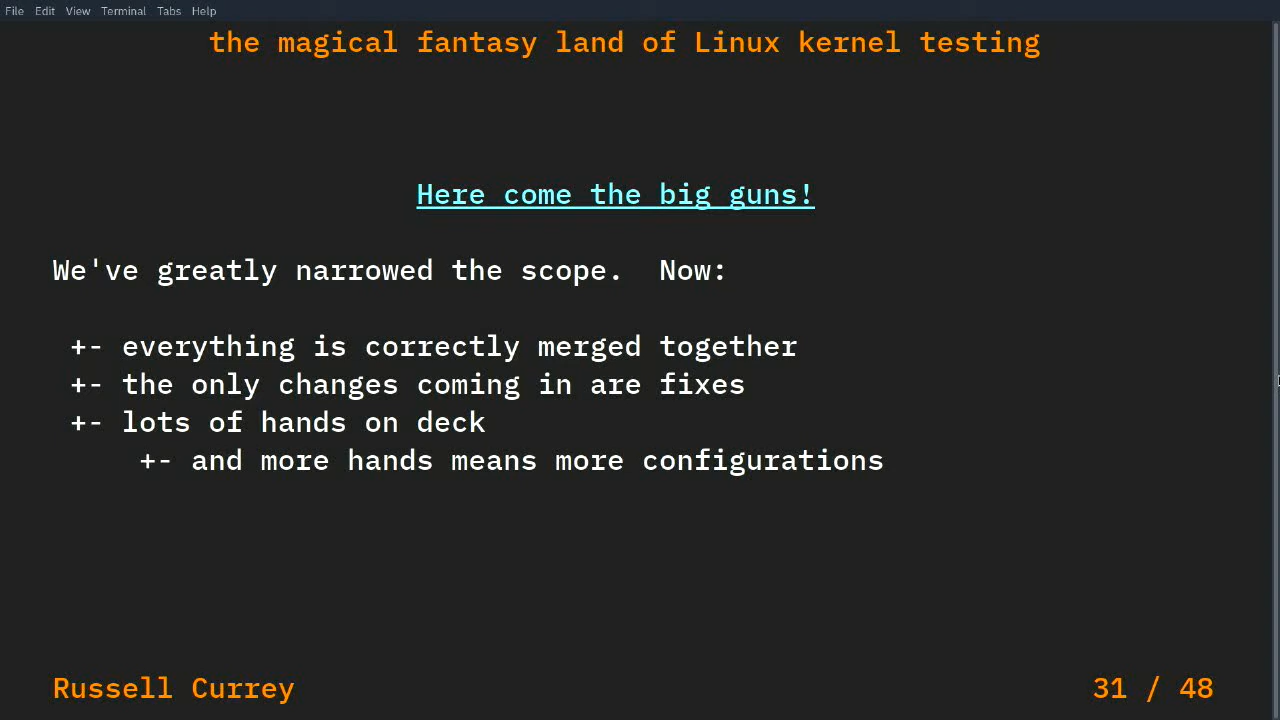 File Edit View Terminal Tabs Help
the magical fantasy land of Linux kernel testing
Here come the big guns!
We've greatly narrowed the scope.  Now:
+- everything is correctly merged together
+- the only changes coming in are fixes
+- lots of hands on deck
+- and more hands means more configurations
Russell Currey
31 / 48